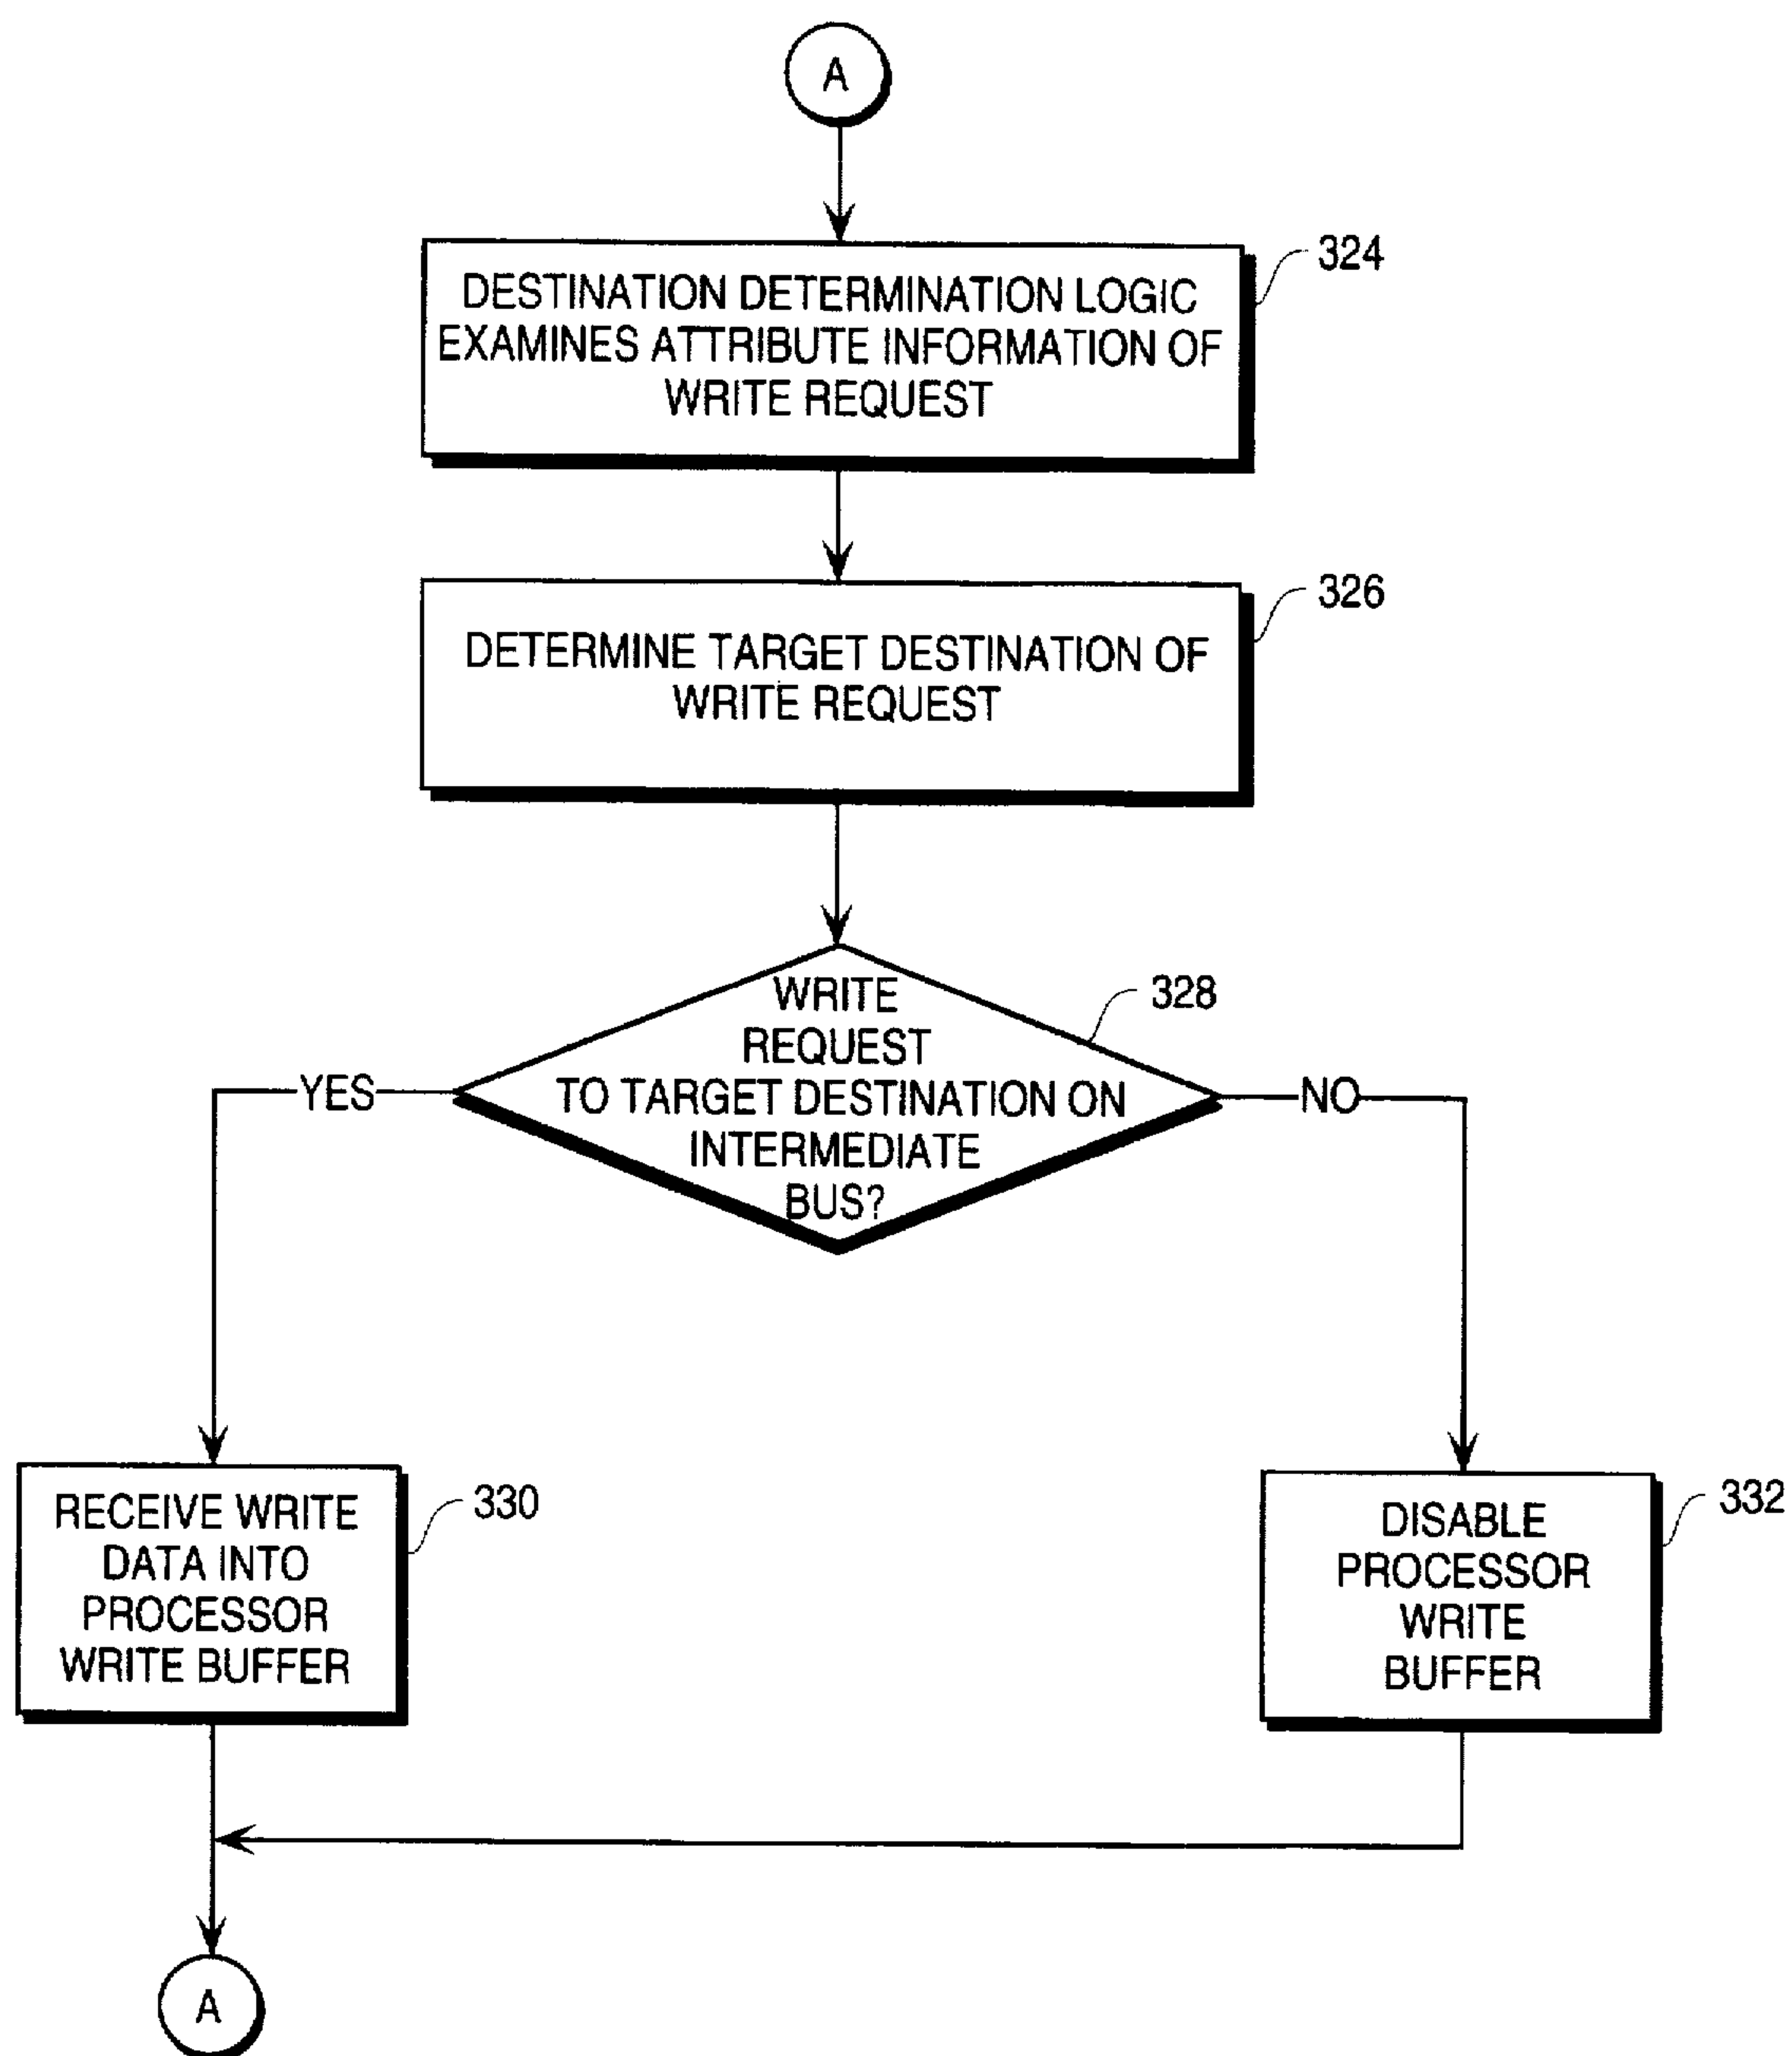 A
DESTINATION DETERMINATION LOGIC
EXAMINES ATTRIBUTE INFORMATION OF
WRITE REQUEST
324
DETERMINE TARGET DESTINATION OF
WRITE REQUEST
326
WRITE
REQUEST
TO TARGET DESTINATION ON
INTERMEDIATE
BUS?
328
YES
NO
RECEIVE WRITE
DATA INTO
PROCESSOR
WRITE BUFFER
330
DISABLE
PROCESSOR
WRITE
BUFFER
332
A